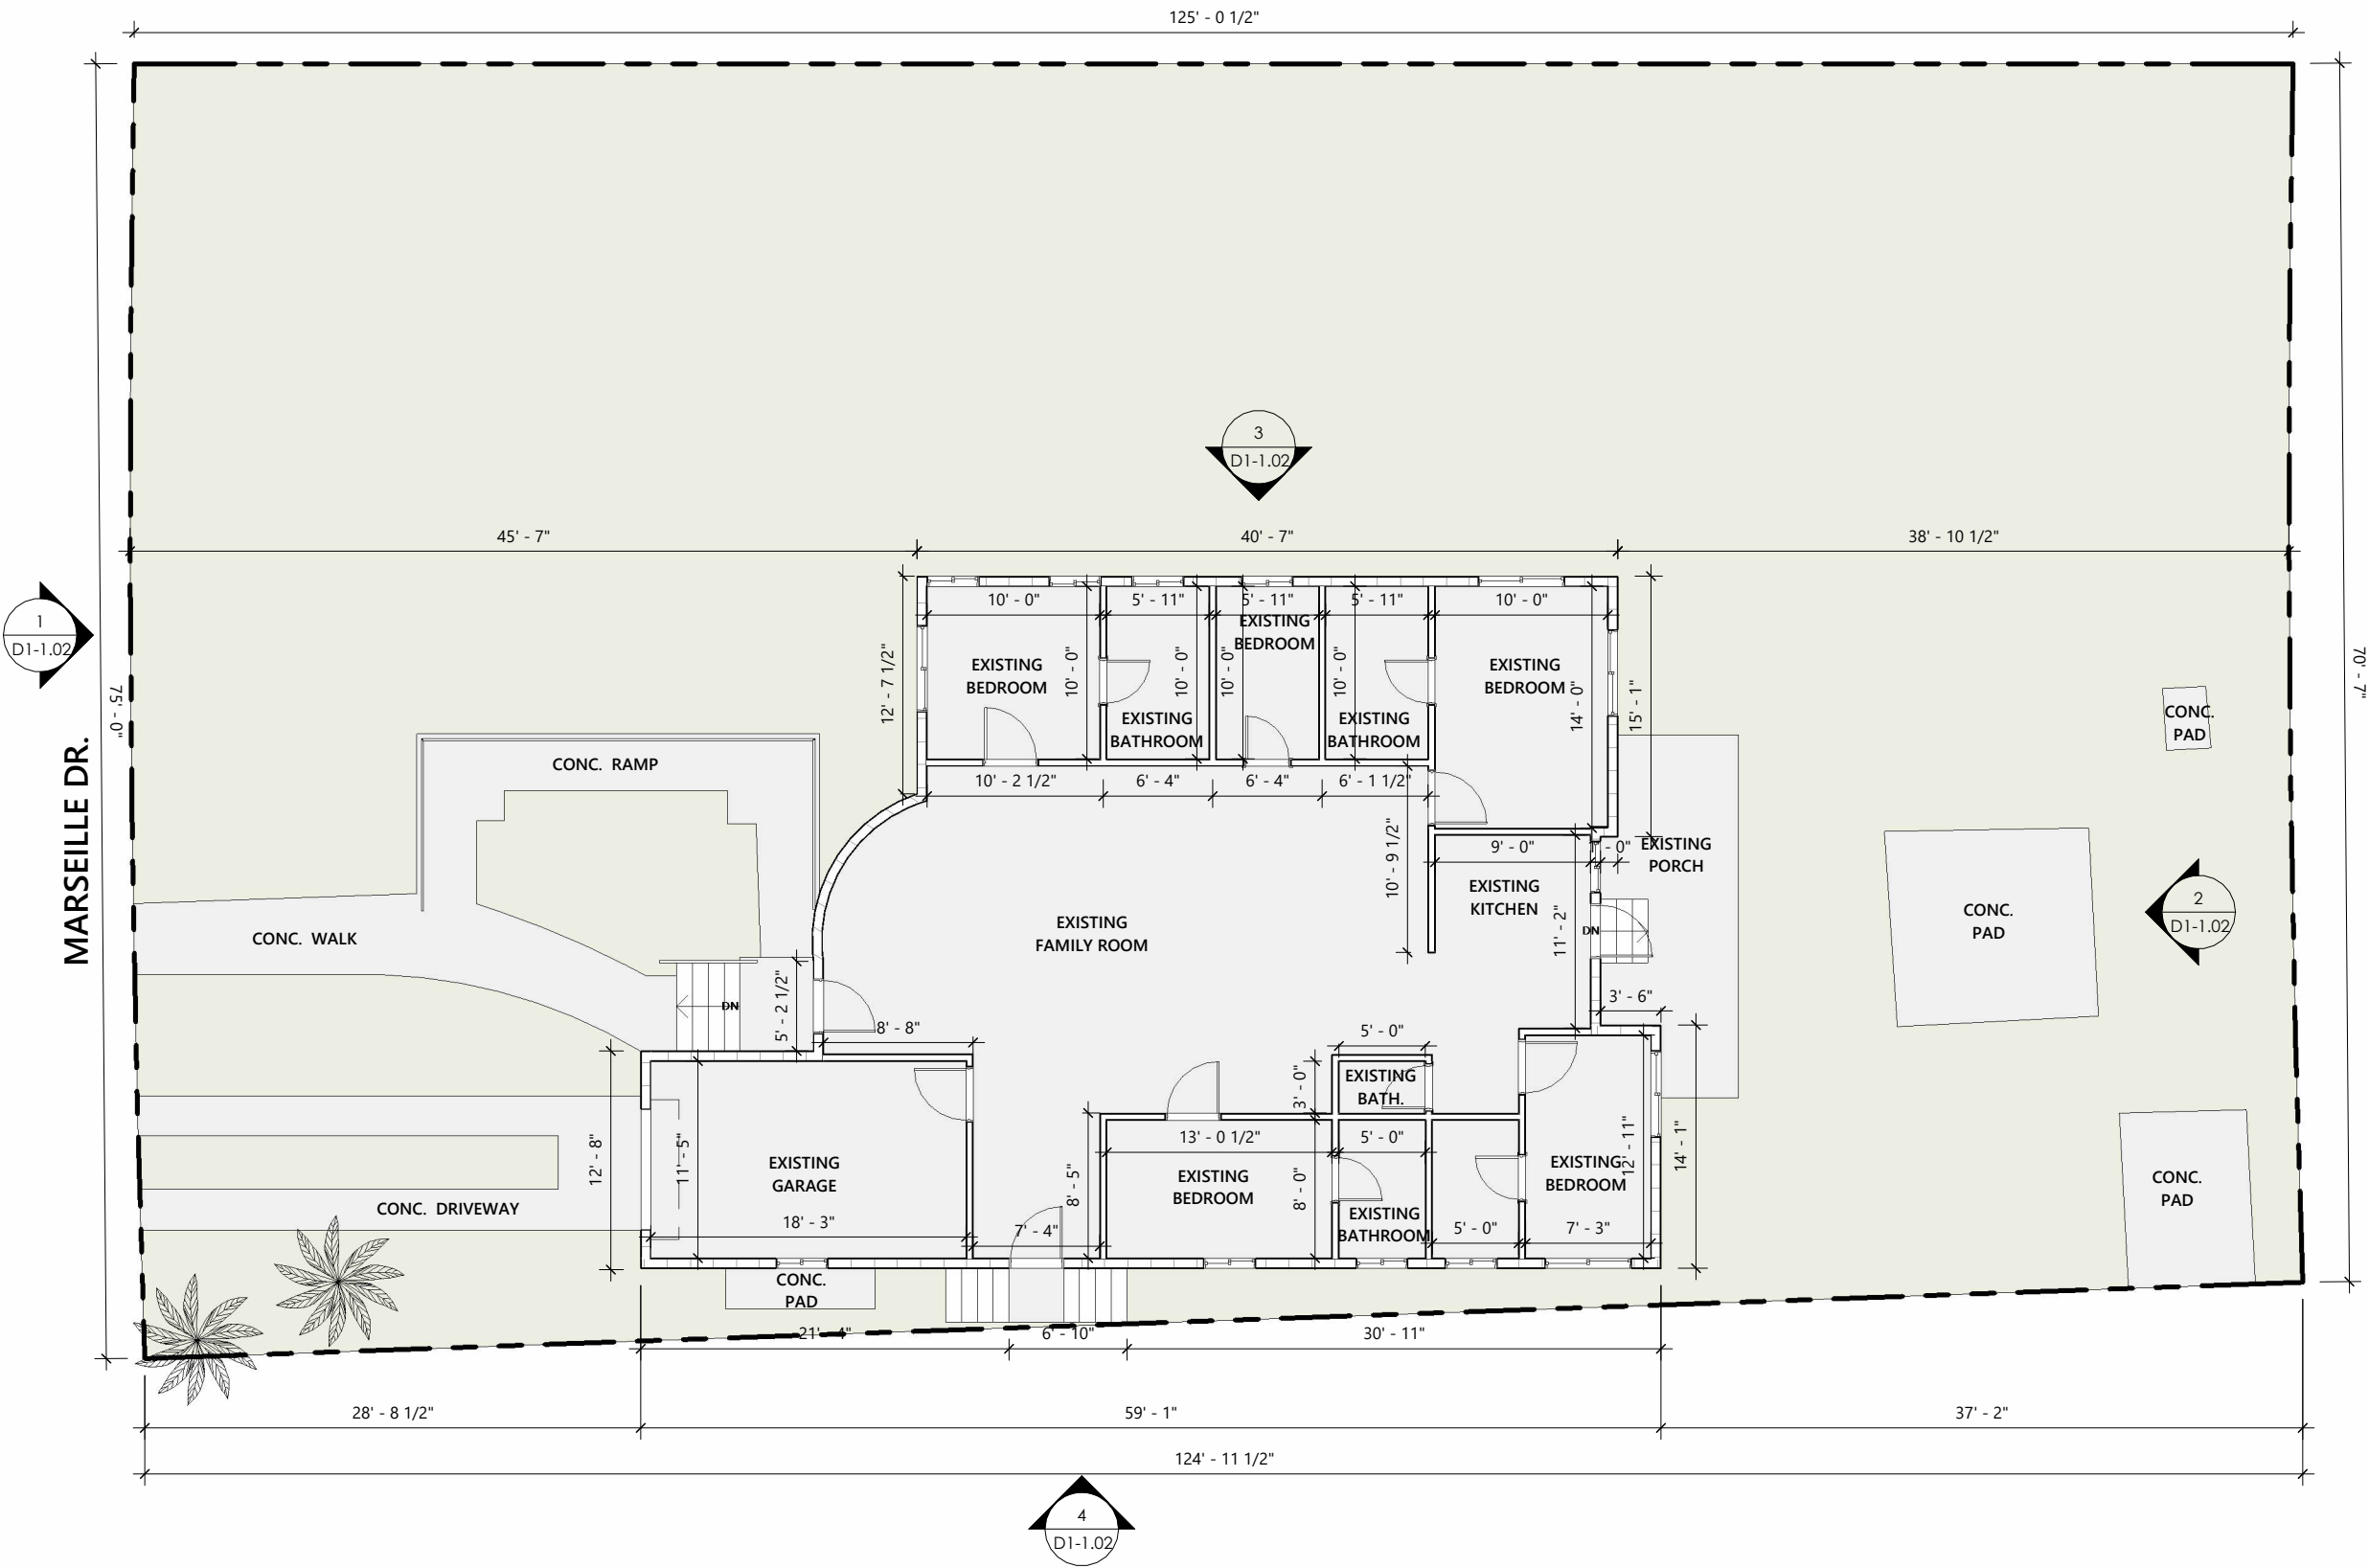 125' - 0 1/2"
3
D1-1.02
45' - 7"
40' - 7"
38' - 10 1/2"
1
D1-1.02
75' - 0"
70' - 7"
MARSEILLE DR.
12' - 7 1/2"
10' - 0"
5' - 11"
5' - 11"
5' - 11"
10' - 0"
EXISTING
BEDROOM
10' - 0"
10' - 0"
EXISTING
BATHROOM
EXISTING
BEDROOM
10' - 0"
10' - 0"
EXISTING
BATHROOM
EXISTING
BEDROOM
14' - 0"
15' - 1"
CONC.
PAD
CONC. RAMP
10' - 2 1/2"
6' - 4"
6' - 4"
6' - 1 1/2"
10' - 9 1/2"
9' - 0"
- 0"
EXISTING
PORCH
EXISTING
KITCHEN
11' - 2"
DN
CONC. WALK
EXISTING
FAMILY ROOM
CONC.
PAD
2
D1-1.02
DN
5' - 2 1/2"
8' - 8"
5' - 0"
3' - 6"
3' - 0"
EXISTING
BATH.
12' - 8"
11' - 5"
EXISTING
GARAGE
18' - 3"
7' - 4"
8' - 5"
13' - 0 1/2"
EXISTING
BEDROOM
8' - 0"
5' - 0"
EXISTING
BATHROOM
5' - 0"
EXISTING
BEDROOM
7' - 3"
12' - 11"
14' - 1"
CONC.
PAD
CONC. DRIVEWAY
CONC.
PAD
21' - 4"
6' - 10"
30' - 11"
28' - 8 1/2"
59' - 1"
37' - 2"
124' - 11 1/2"
4
D1-1.02